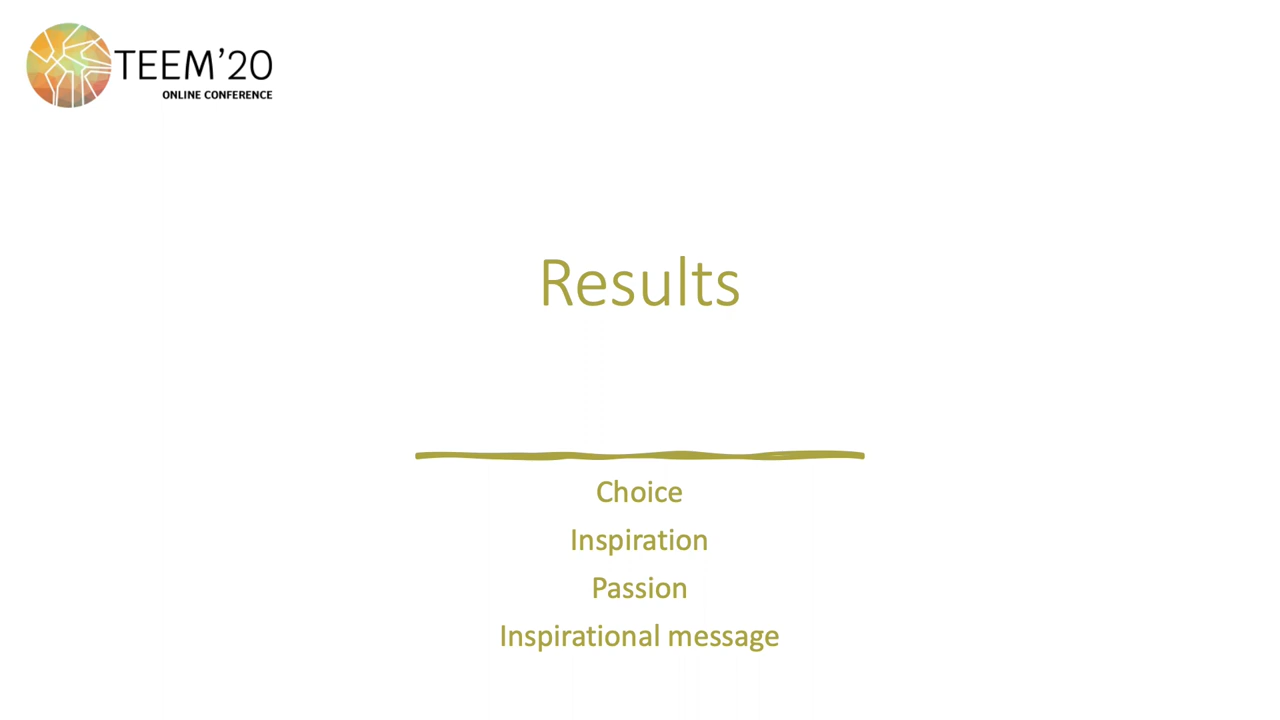 TEEM'20
ONLINE CONFERENCE
Results
Choice
Inspiration
Passion
Inspirational message